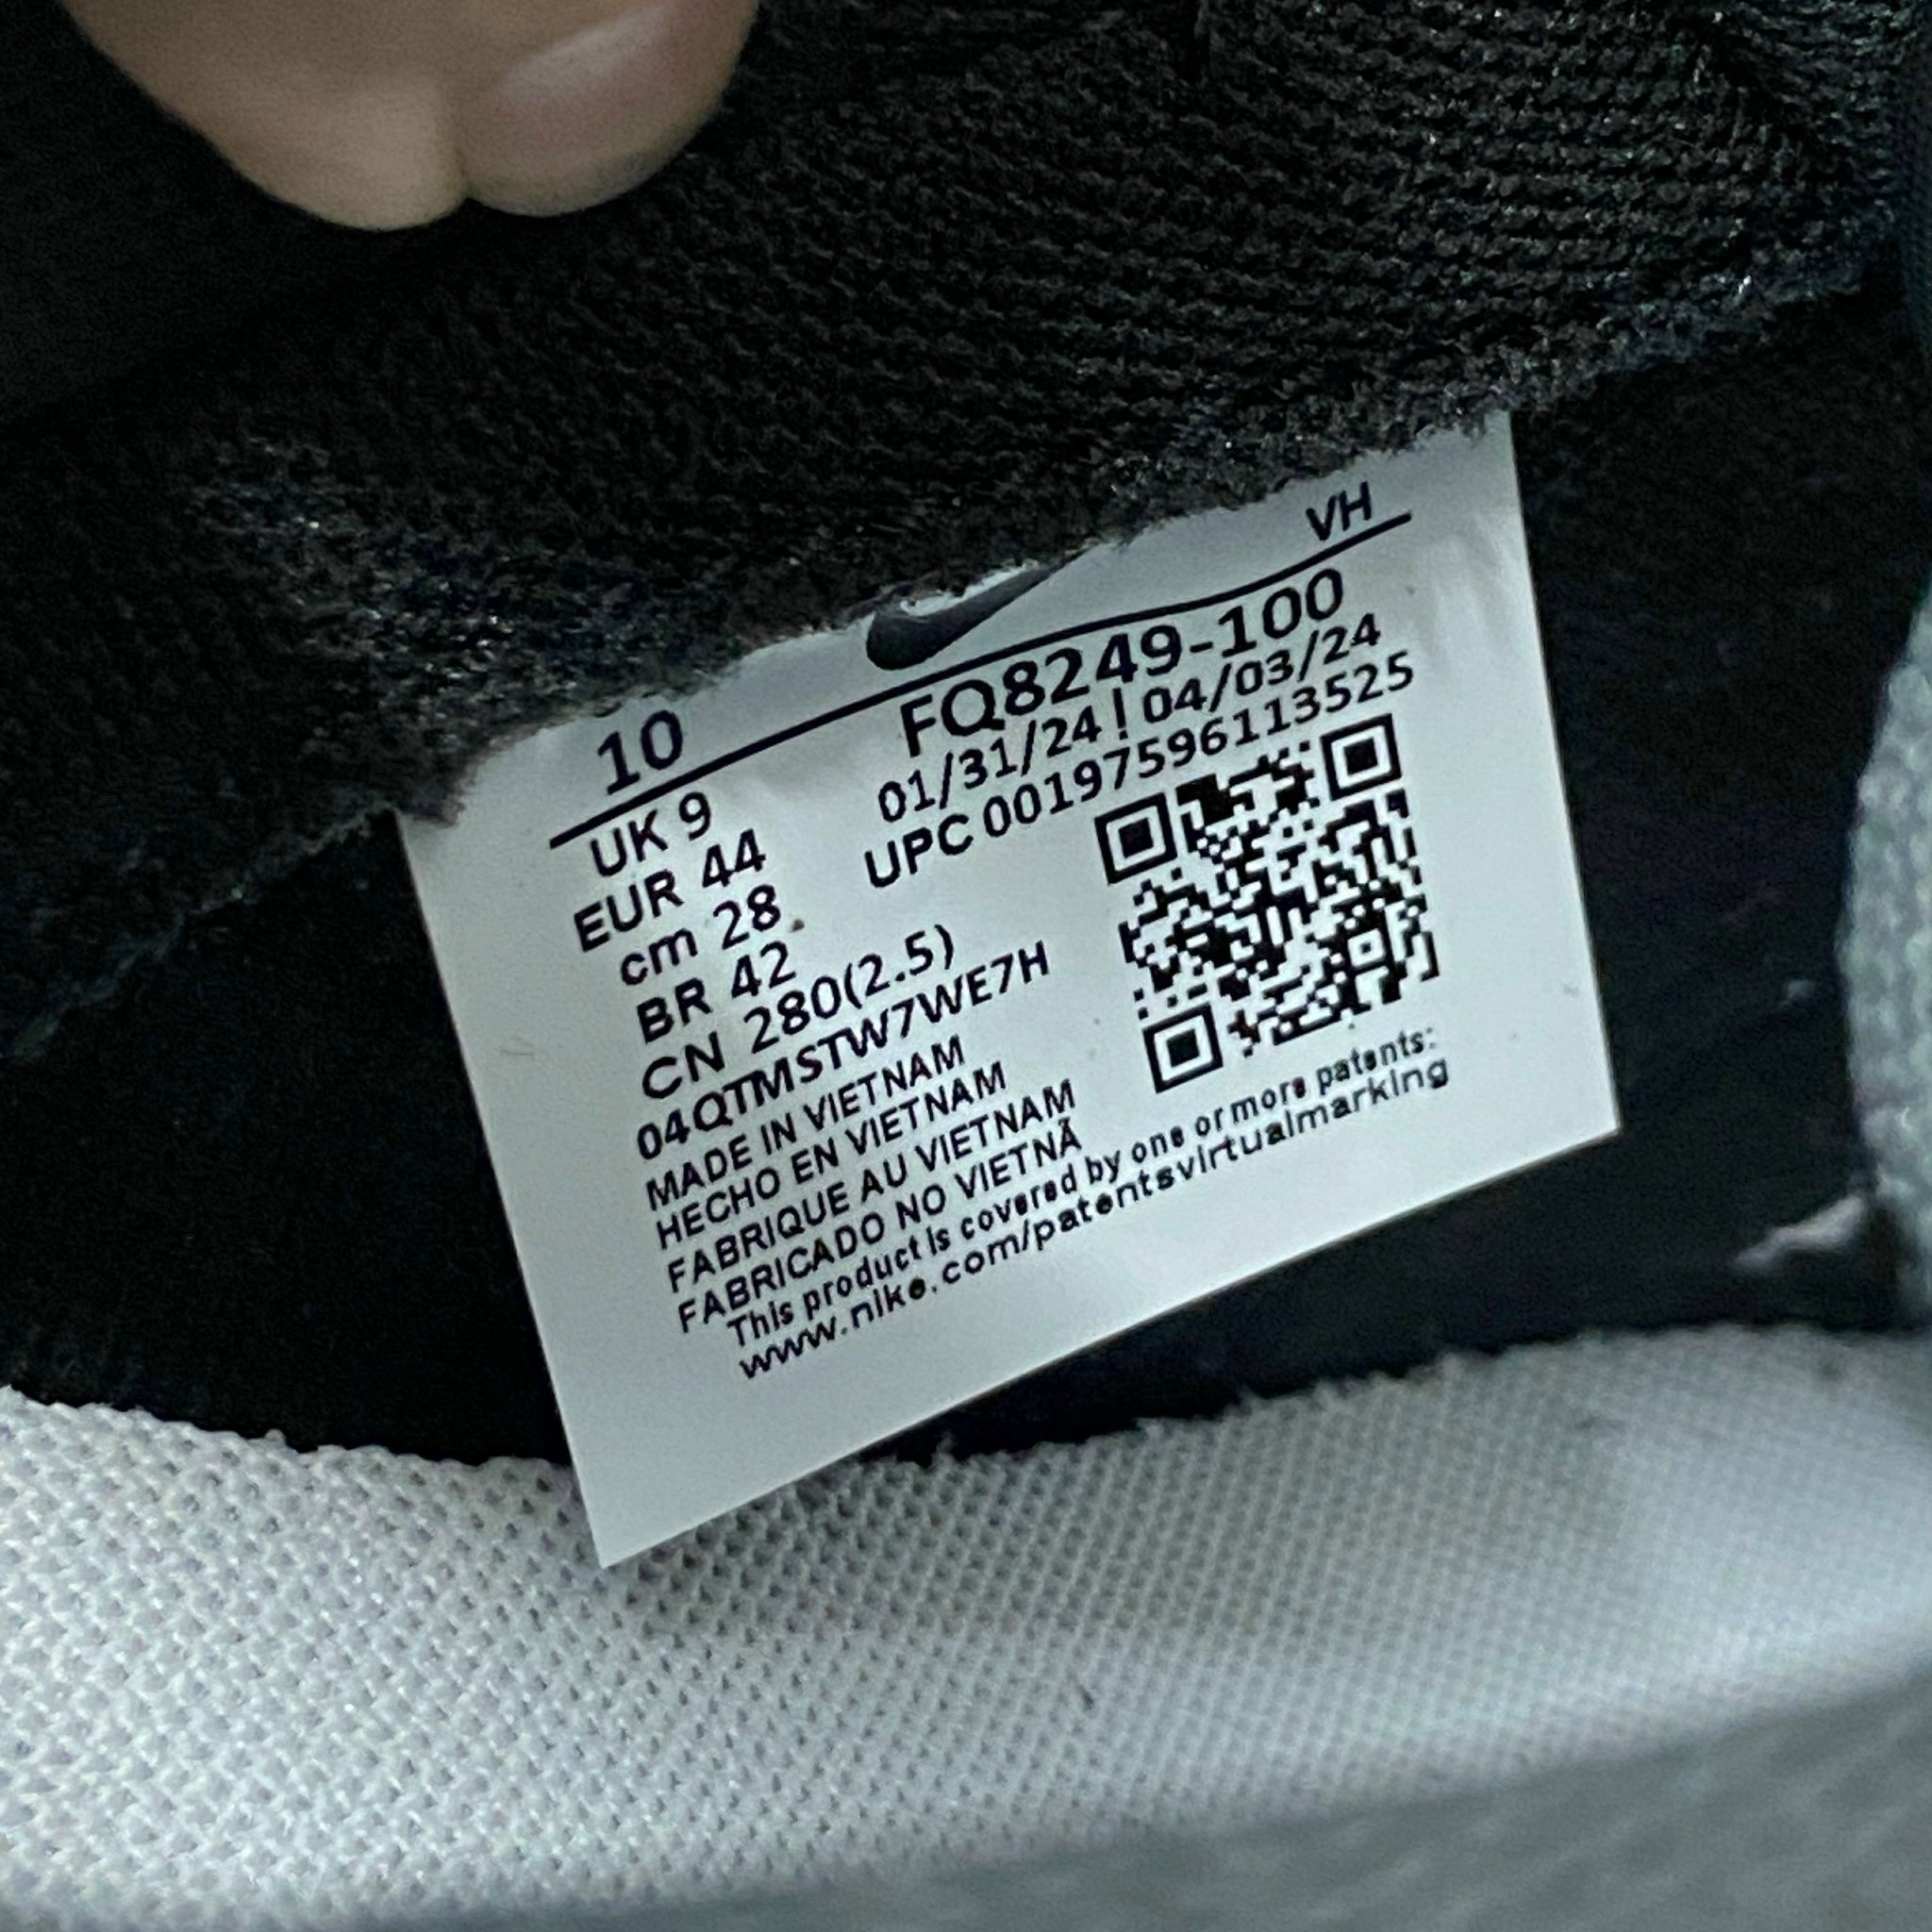 VH
10
FQ8249-100
01/31/24 | 04/03/24
UPC 00197596113525
UK 9
EUR 44
cm 28
BR 42
CN 280(2.5)
04QTMSTW7WE7H
MADE IN VIETNAM
HECHO EN VIETNAM
FABRIQUE AU VIETNAM
FABRICADO NO VIETNÃ
This product is covered by one or more patents:
www.nike.com/patentsvirtualmarking